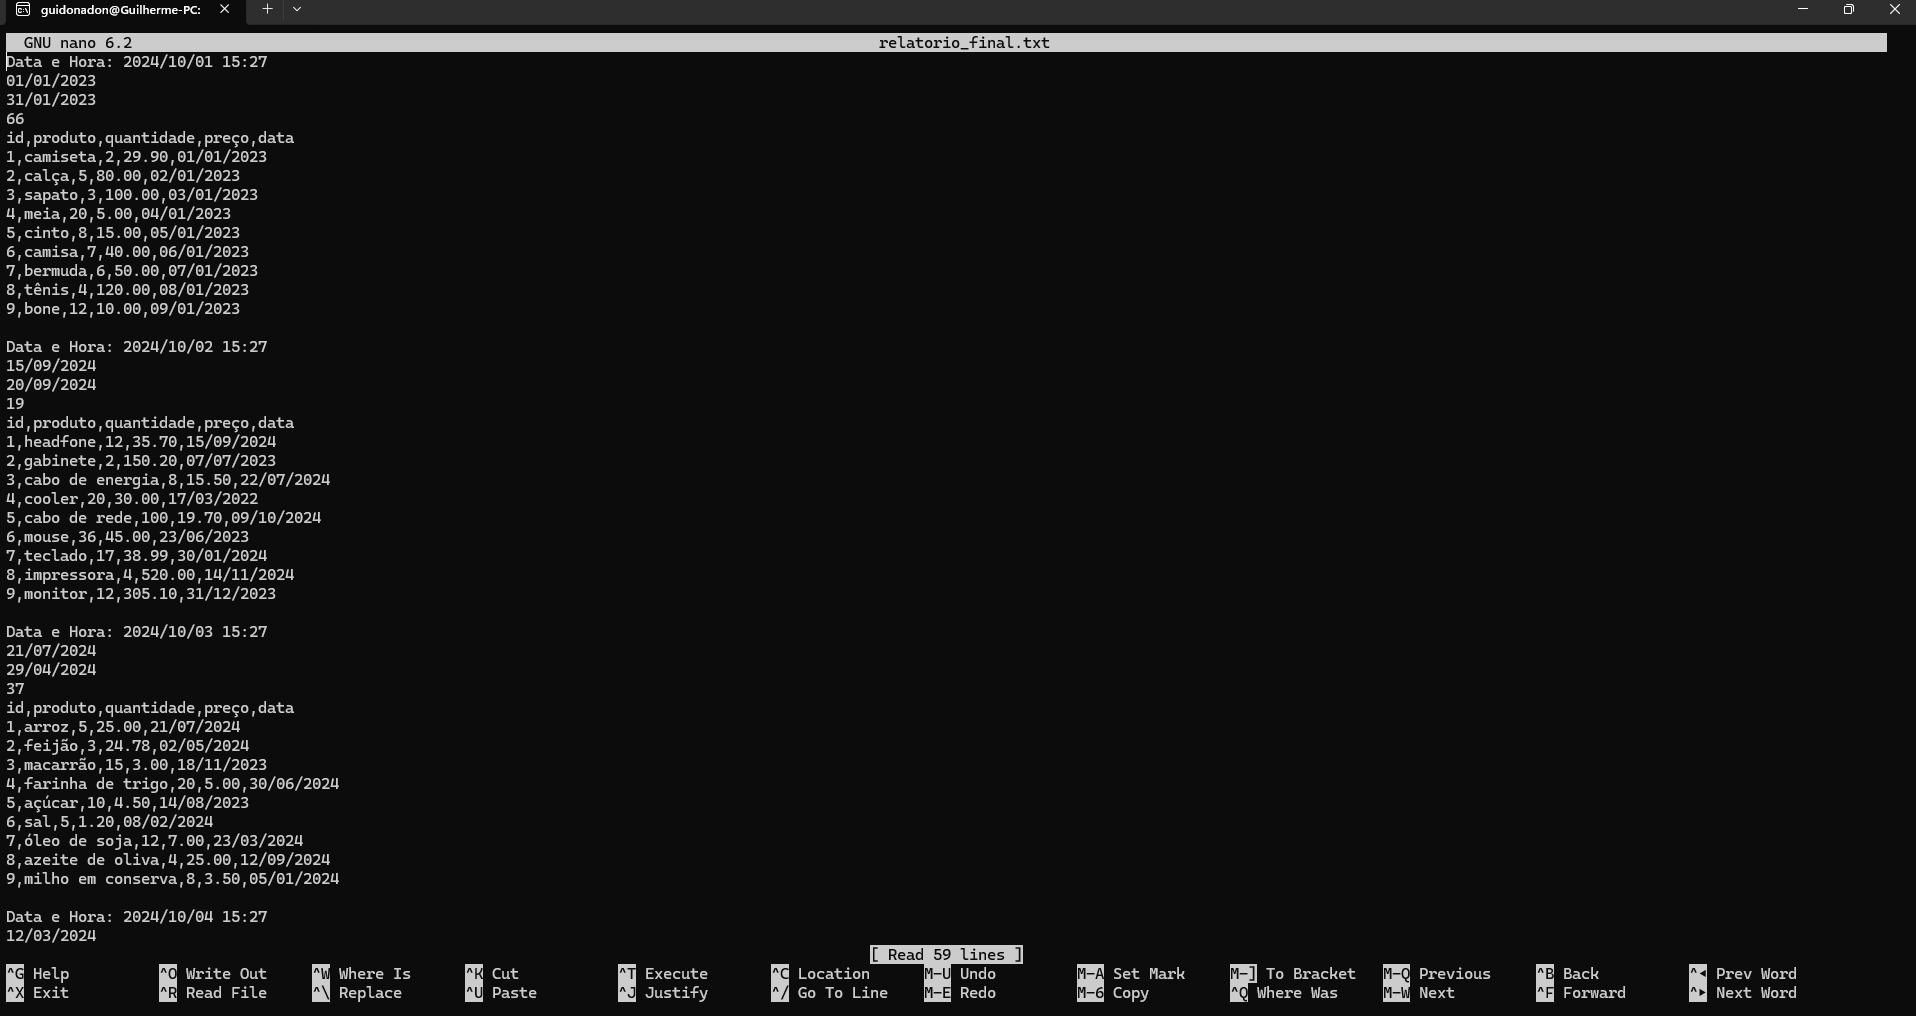 guidonadon@Guilherme-PC:
GNU nano 6.2 relatorio_final.txt
Data e Hora: 2024/10/01 15:27
01/01/2023
31/01/2023
66
id,produto,quantidade,preço,data
1,camiseta,2,29.90,01/01/2023
2,calça,5,80.00,02/01/2023
3,sapato,3,100.00,03/01/2023
4,meia,20,5.00,04/01/2023
5,cinto,8,15.00,05/01/2023
6,camisa,7,40.00,06/01/2023
7,bermuda,6,50.00,07/01/2023
8,tênis,4,120.00,08/01/2023
9,bone,12,10.00,09/01/2023
Data e Hora: 2024/10/02 15:27
15/09/2024
20/09/2024
19
id,produto,quantidade,preço,data
1,headfone,12,35.70,15/09/2024
2,gabinete,2,150.20,07/07/2023
3,cabo de energia,8,15.50,22/07/2024
4,cooler,20,30.00,17/03/2022
5,cabo de rede,100,19.70,09/10/2024
6,mouse,36,45.00,23/06/2023
7,teclado,17,38.99,30/01/2024
8,impressora,4,520.00,14/11/2024
9,monitor,12,305.10,31/12/2023
Data e Hora: 2024/10/03 15:27
21/07/2024
29/04/2024
37
id,produto,quantidade,preço,data
1,arroz,5,25.00,21/07/2024
2,feijão,3,24.78,02/05/2024
3,macarrão,15,3.00,18/11/2023
4,farinha de trigo,20,5.00,30/06/2024
5,açúcar,10,4.50,14/08/2023
6,sal,5,1.20,08/02/2024
7,óleo de soja,12,7.00,23/03/2024
8,azeite de oliva,4,25.00,12/09/2024
9,milho em conserva,8,3.50,05/01/2024
Data e Hora: 2024/10/04 15:27
12/03/2024
[ Read 59 lines ]
^G Help ^O Write Out ^W Where Is ^K Cut ^T Execute ^C Location M-U Undo M-A Set Mark M-] To Bracket M-Q Previous ^B Back ^◂ Prev Word
^X Exit ^R Read File ^\ Replace ^U Paste ^J Justify ^/ Go To Line M-E Redo M-6 Copy ^Q Where Was M-W Next ^F Forward ^▸ Next Word